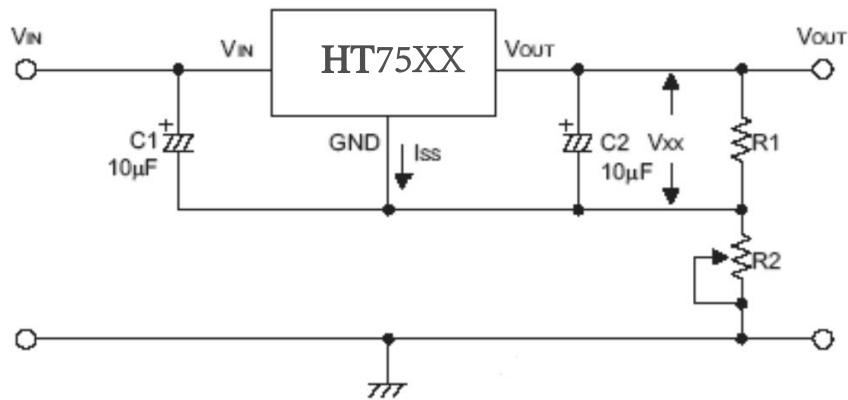 VIN
VIN
HT75XX
VOUT
VOUT
+
C1
10μF
GND
ISS
+
C2
10μF
VXX
R1
R2